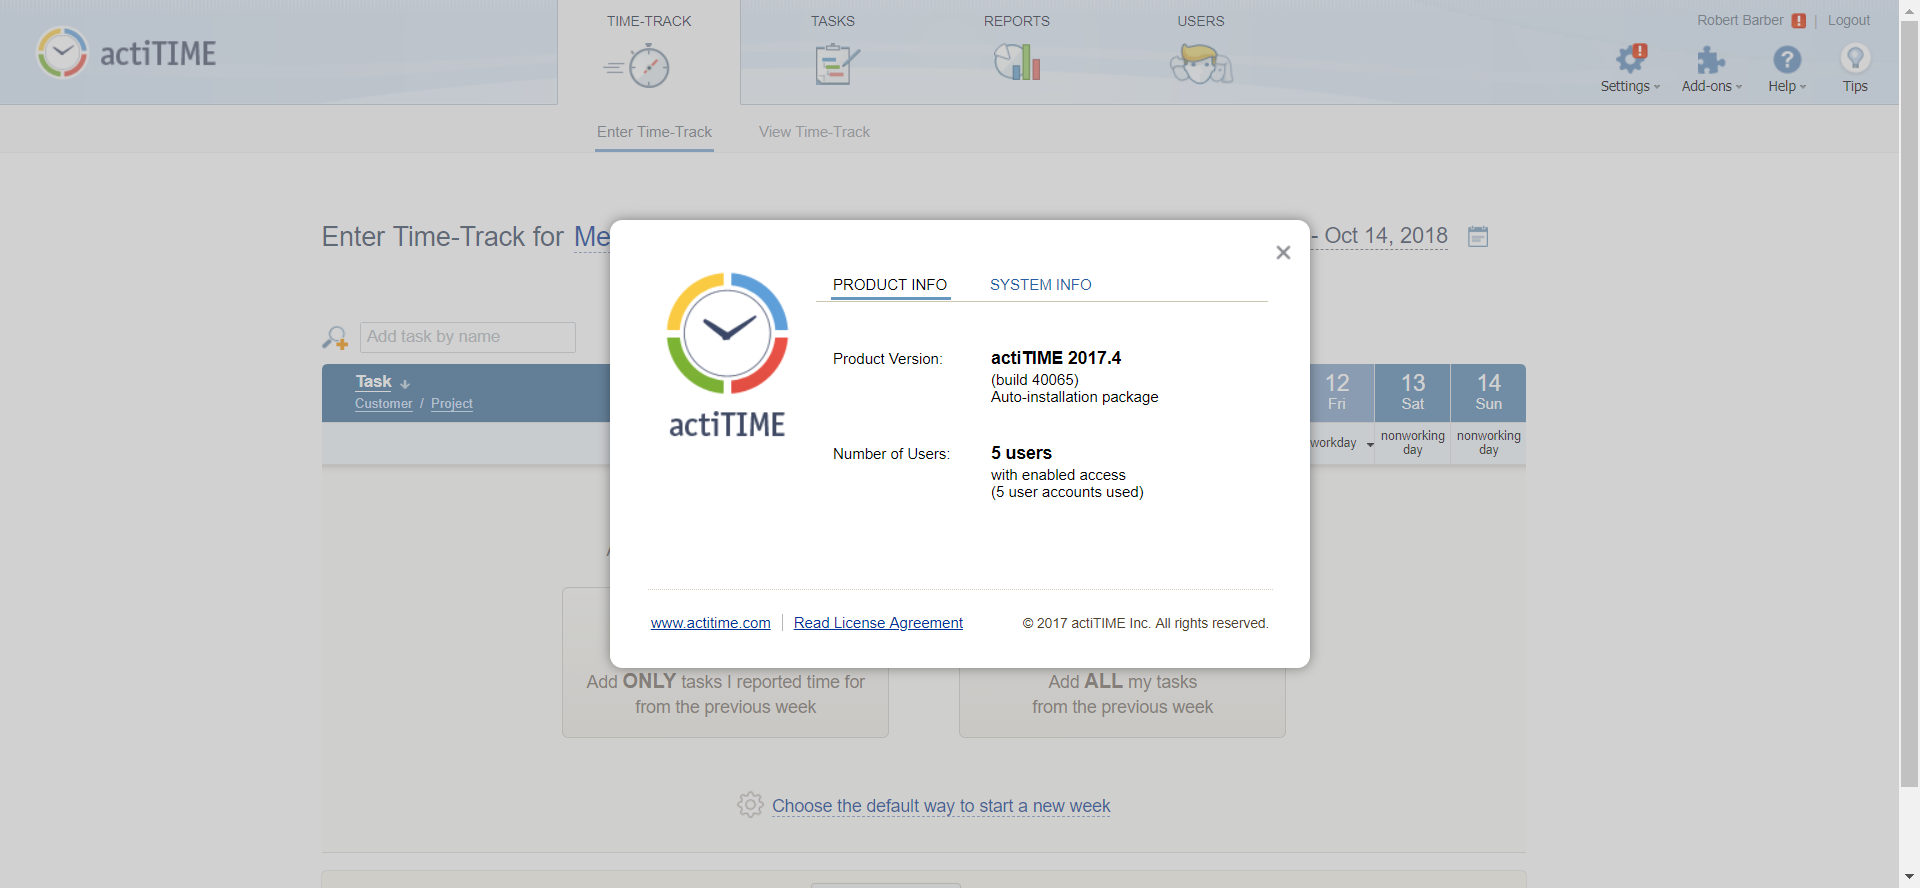 actiTIME
TIME-TRACK
TASKS
REPORTS
USERS
Robert Barber ! | Logout
Settings
Add-ons
Help
Tips
Enter Time-Track
View Time-Track
Enter Time-Track for Me
- Oct 14, 2018
Add task by name
Task
Customer / Project
12
Fri
13
Sat
14
Sun
workday
nonworking
day
nonworking
day
actiTIME
PRODUCT INFO
SYSTEM INFO
Product Version:
actiTIME 2017.4
(build 40065)
Auto-installation package
Number of Users:
5 users
with enabled access
(5 user accounts used)
www.actitime.com
Read License Agreement
© 2017 actiTIME Inc. All rights reserved.
Add ONLY tasks I reported time for
from the previous week
Add ALL my tasks
from the previous week
Choose the default way to start a new week